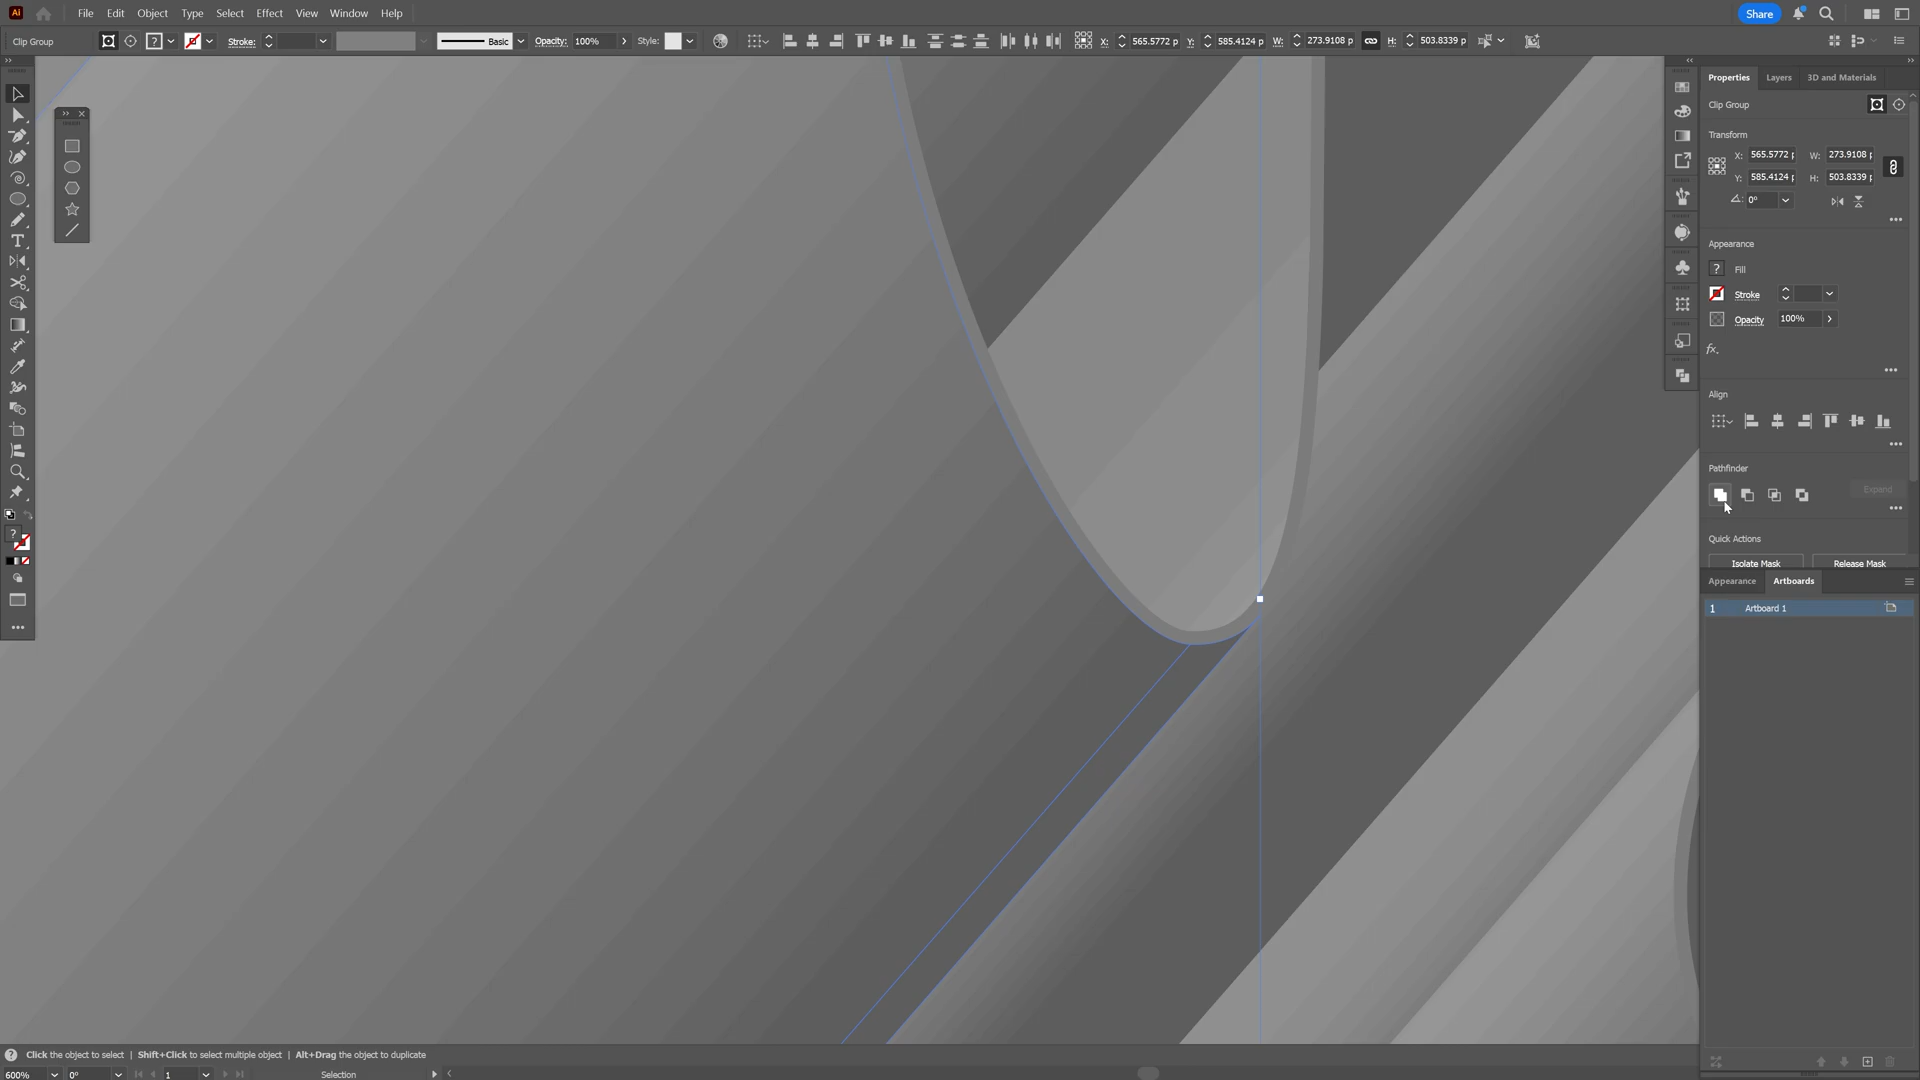 Ai File Edit Object Type Select Effect View Window Help Share
Clip Group ? Stroke: Basic Opacity: 100% Style: X: 565.5772 p Y: 585.4124 p W: 273.9108 p H: 503.8339 p
Properties Layers 3D and Materials
Clip Group
Transform
X: 565.5772 p W: 273.9108 p
Y: 585.4124 p H: 503.8339 p
0°
Appearance
? Fill
Stroke
Opacity 100%
fx.
Align
Pathfinder
Expand
Quick Actions
Isolate Mask Release Mask
Appearance Artboards
1 Artboard 1
T
?
? Click the object to select | Shift+Click to select multiple object | Alt+Drag the object to duplicate
600% 0° 1 Selection